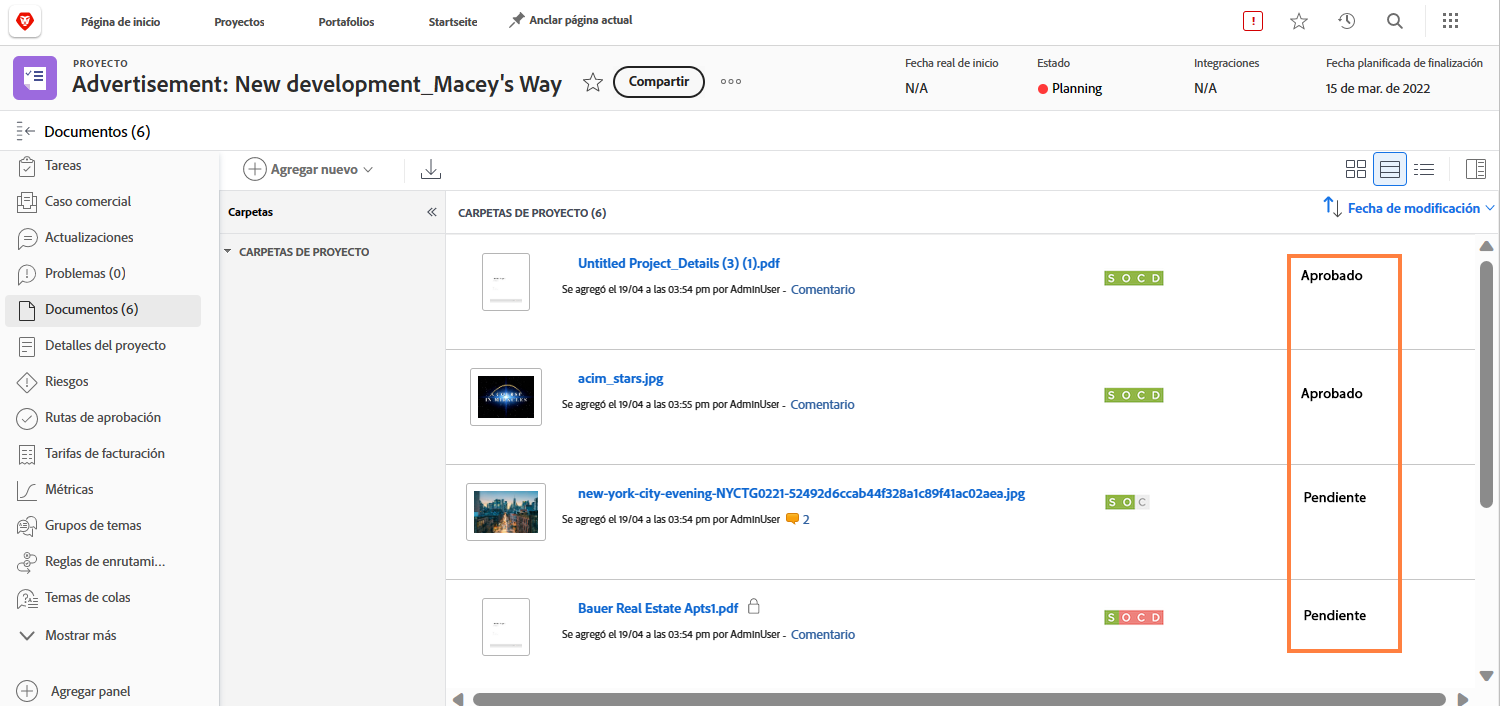 Página de inicio
Proyectos
Portafolios
Startseite
Anclar página actual
PROYECTO
Advertisement: New development_Macey's Way
Compartir
Fecha real de inicio
N/A
Estado
Planning
Integraciones
N/A
Fecha planificada de finalización
15 de mar. de 2022
Documentos (6)
Tareas
Caso comercial
Actualizaciones
Problemas (0)
Documentos (6)
Detalles del proyecto
Riesgos
Rutas de aprobación
Tarifas de facturación
Métricas
Grupos de temas
Reglas de enrutami...
Temas de colas
Mostrar más
Agregar panel
Agregar nuevo
Carpetas
CARPETAS DE PROYECTO
CARPETAS DE PROYECTO (6)
Fecha de modificación
Untitled Project_Details (3) (1).pdf
Se agregó el 19/04 a las 03:54 pm por AdminUser - Comentario
S O C D
Aprobado
A COURSE
IN MIRACLES
acim_stars.jpg
Se agregó el 19/04 a las 03:55 pm por AdminUser - Comentario
S O C D
Aprobado
new-york-city-evening-NYCTG0221-52492d6ccab44f328a1c89f41ac02aea.jpg
Se agregó el 19/04 a las 03:54 pm por AdminUser 2
S O C
Pendiente
Bauer Real Estate Apts1.pdf
Se agregó el 19/04 a las 03:54 pm por AdminUser - Comentario
S O C D
Pendiente